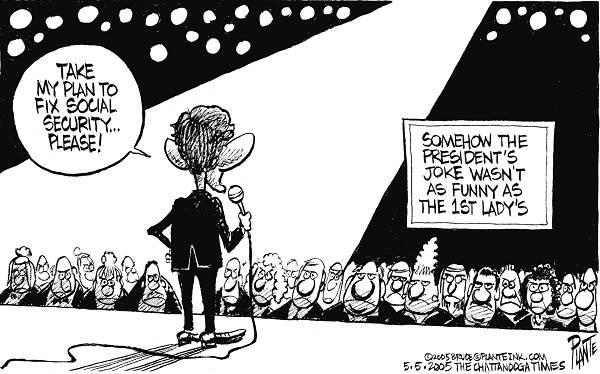 TAKE
MY PLAN TO
FIX SOCIAL
SECURITY...
PLEASE!
SOMEHOW THE
PRESIDENT'S
JOKE WASN'T
AS FUNNY AS
THE 1ST LADY'S
PLANTE
©2005 BRUCE@PLANTEINK.COM
5.5.2005 THE CHATTANOOGA TIMES